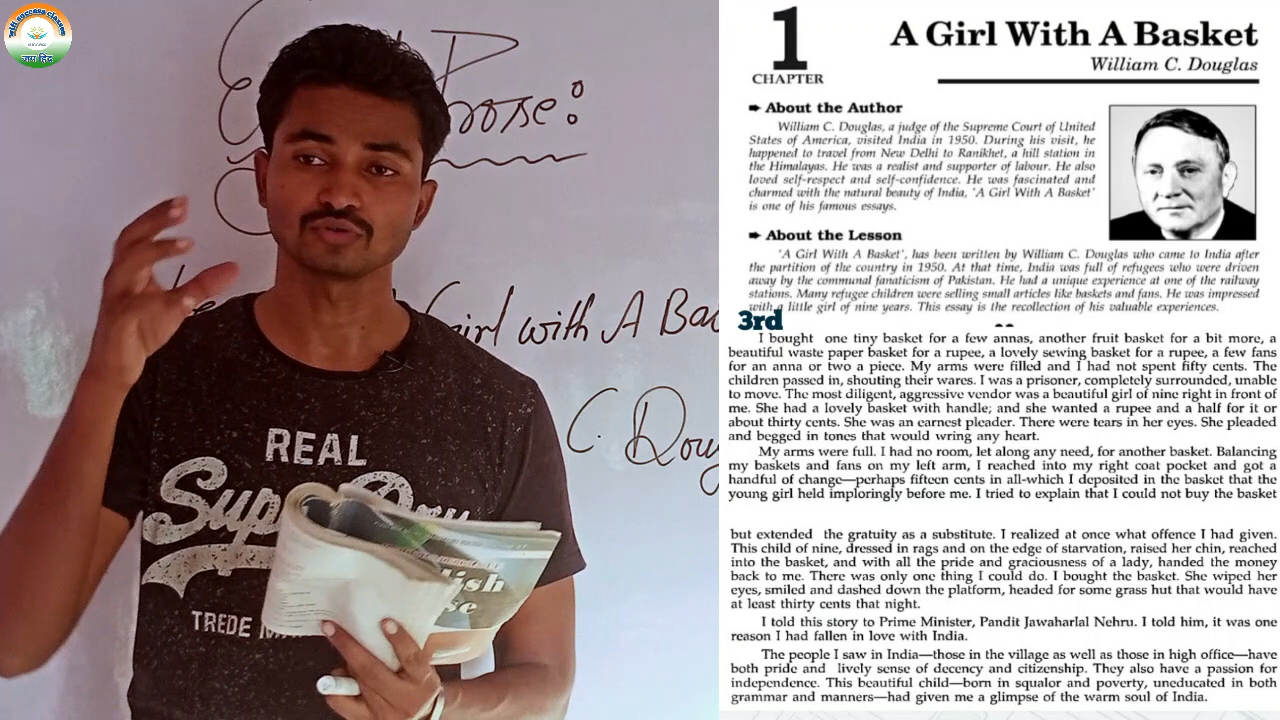 Self success classes
SUCCESS
जय हिंद
Prose:
Girl with A Bas
C. Doug
REAL
Super Dry
TREDE M
lish
se
1
CHAPTER
A Girl With A Basket
William C. Douglas
➨ About the Author
William C. Douglas, a judge of the Supreme Court of United
States of America, visited India in 1950. During his visit, he
happened to travel from New Delhi to Ranikhet, a hill station in
the Himalayas. He was a realist and supporter of labour. He also
loved self-respect and self-confidence. He was fascinated and
charmed with the natural beauty of India, 'A Girl With A Basket'
is one of his famous essays.
➨ About the Lesson
'A Girl With A Basket', has been written by William C. Douglas who came to India after
the partition of the country in 1950. At that time, India was full of refugees who were driven
away by the communal fanaticism of Pakistan. He had a unique experience at one of the railway
stations. Many refugee children were selling small articles like baskets and fans. He was impressed
with a little girl of nine years. This essay is the recollection of his valuable experiences.
3rd
I bought one tiny basket for a few annas, another fruit basket for a bit more, a
beautiful waste paper basket for a rupee, a lovely sewing basket for a rupee, a few fans
for an anna or two a piece. My arms were filled and I had not spent fifty cents. The
children passed in, shouting their wares. I was a prisoner, completely surrounded, unable
to move. The most diligent, aggressive vendor was a beautiful girl of nine right in front of
me. She had a lovely basket with handle; and she wanted a rupee and a half for it or
about thirty cents. She was an earnest pleader. There were tears in her eyes. She pleaded
and begged in tones that would wring any heart.
My arms were full. I had no room, let along any need, for another basket. Balancing
my baskets and fans on my left arm, I reached into my right coat pocket and got a
handful of change—perhaps fifteen cents in all-which I deposited in the basket that the
young girl held imploringly before me. I tried to explain that I could not buy the basket
but extended the gratuity as a substitute. I realized at once what offence I had given.
This child of nine, dressed in rags and on the edge of starvation, raised her chin, reached
into the basket, and with all the pride and graciousness of a lady, handed the money
back to me. There was only one thing I could do. I bought the basket. She wiped her
eyes, smiled and dashed down the platform, headed for some grass hut that would have
at least thirty cents that night.
I told this story to Prime Minister, Pandit Jawaharlal Nehru. I told him, it was one
reason I had fallen in love with India.
The people I saw in India—those in the village as well as those in high office—have
both pride and lively sense of decency and citizenship. They also have a passion for
independence. This beautiful child—born in squalor and poverty, uneducated in both
grammar and manners—had given me a glimpse of the warm soul of India.